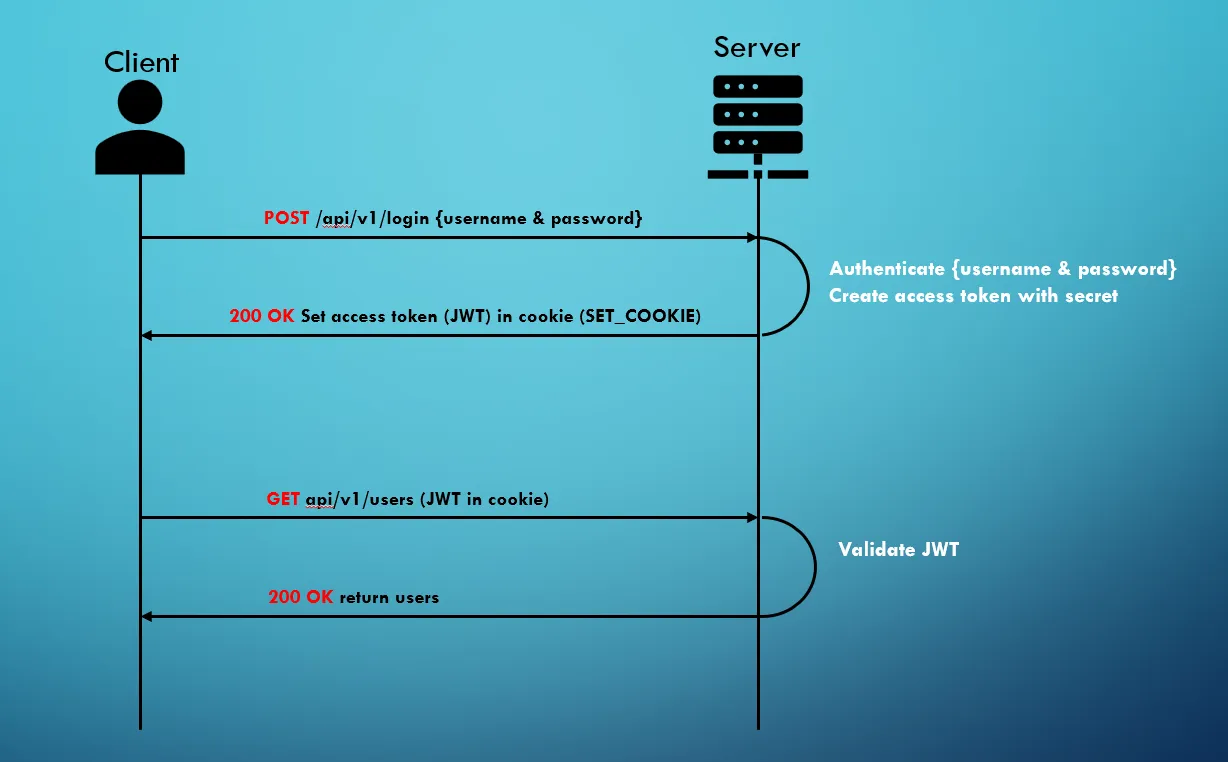 Client
Server
POST /api/v1/login {username & password}
Authenticate {username & password}
Create access token with secret
200 OK Set access token (JWT) in cookie (SET_COOKIE)
GET api/v1/users (JWT in cookie)
Validate JWT
200 OK return users